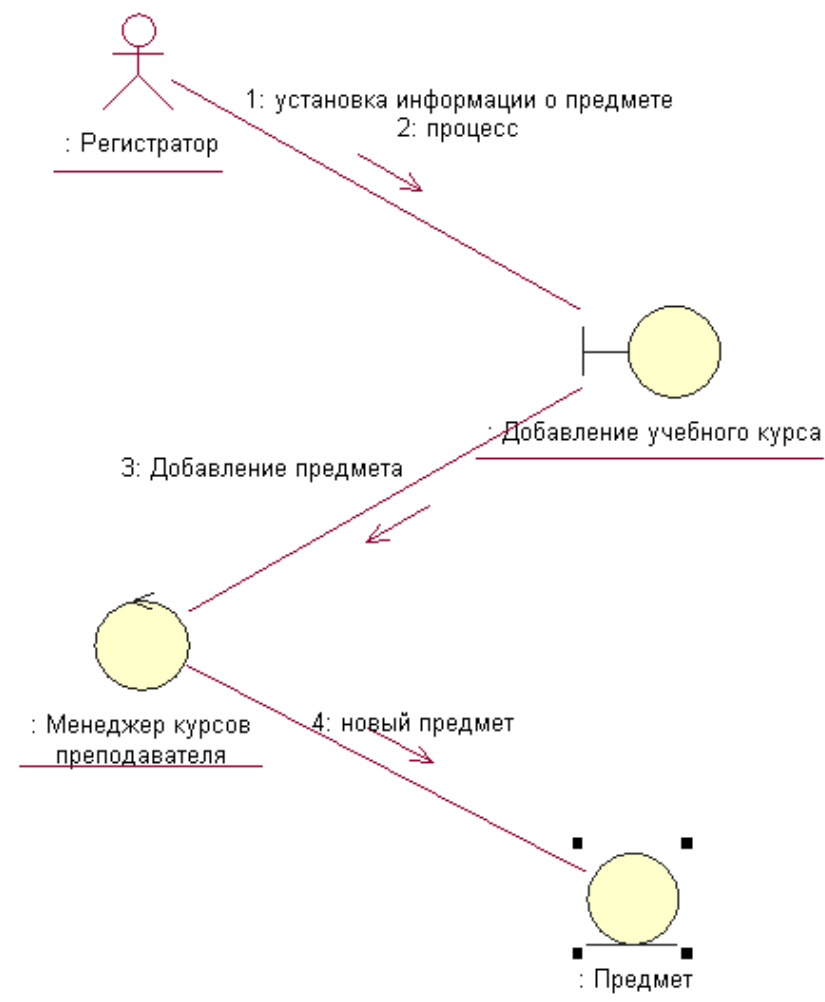 1: установка информации о предмете
2: процесс
: Регистратор
: Добавление учебного курса
3: Добавление предмета
: Менеджер курсов
преподавателя
4: новый предмет
: Предмет